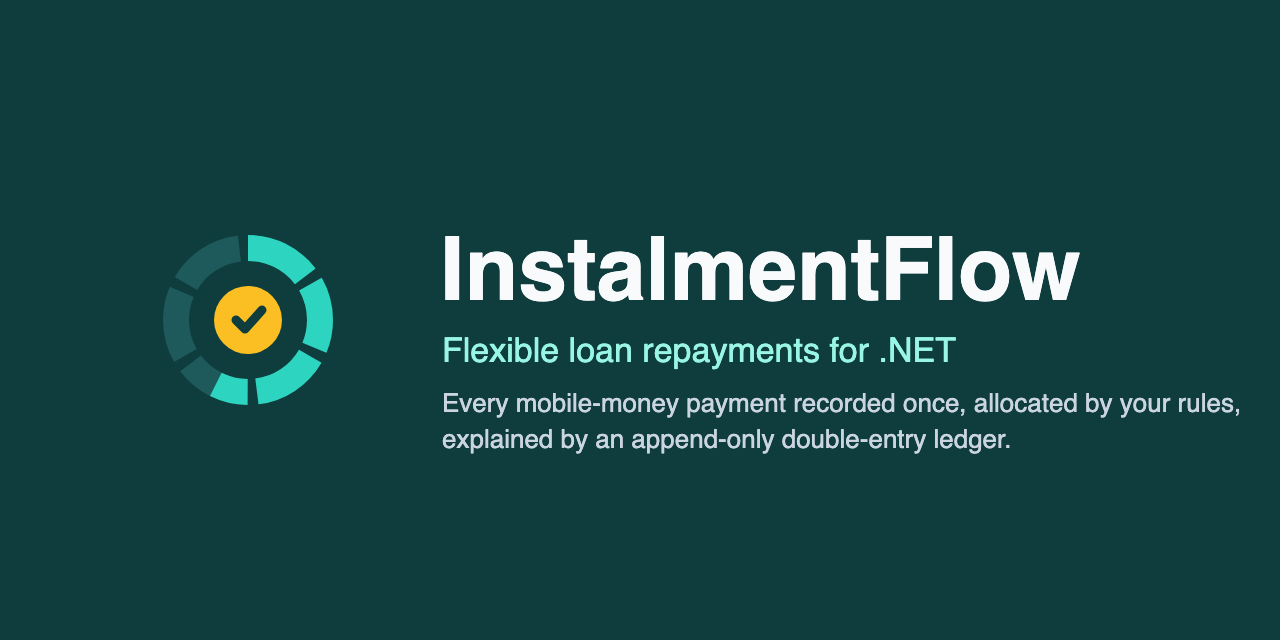 InstalmentFlow
Flexible loan repayments for .NET
Every mobile-money payment recorded once, allocated by your rules,
explained by an append-only double-entry ledger.